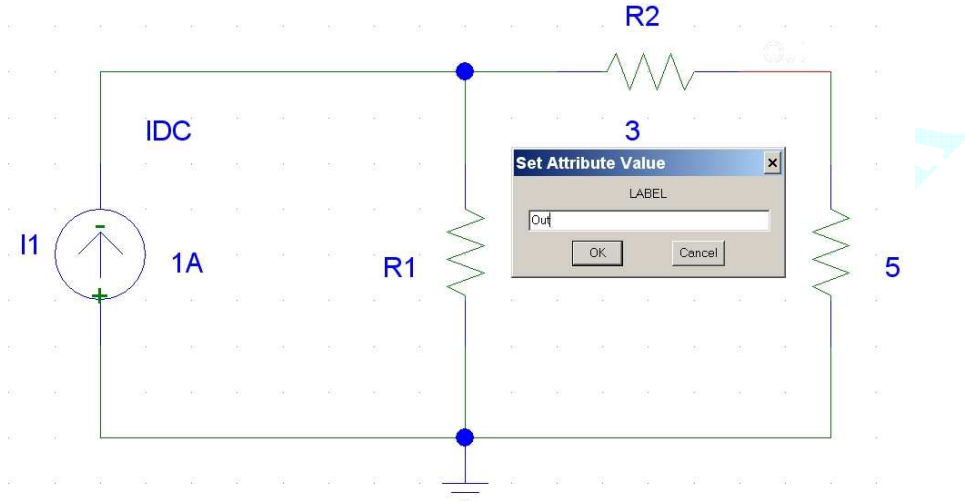 R2
IDC
3
Set Attribute Value
LABEL
Out
OK
Cancel
I1
-
+
1A
R1
5